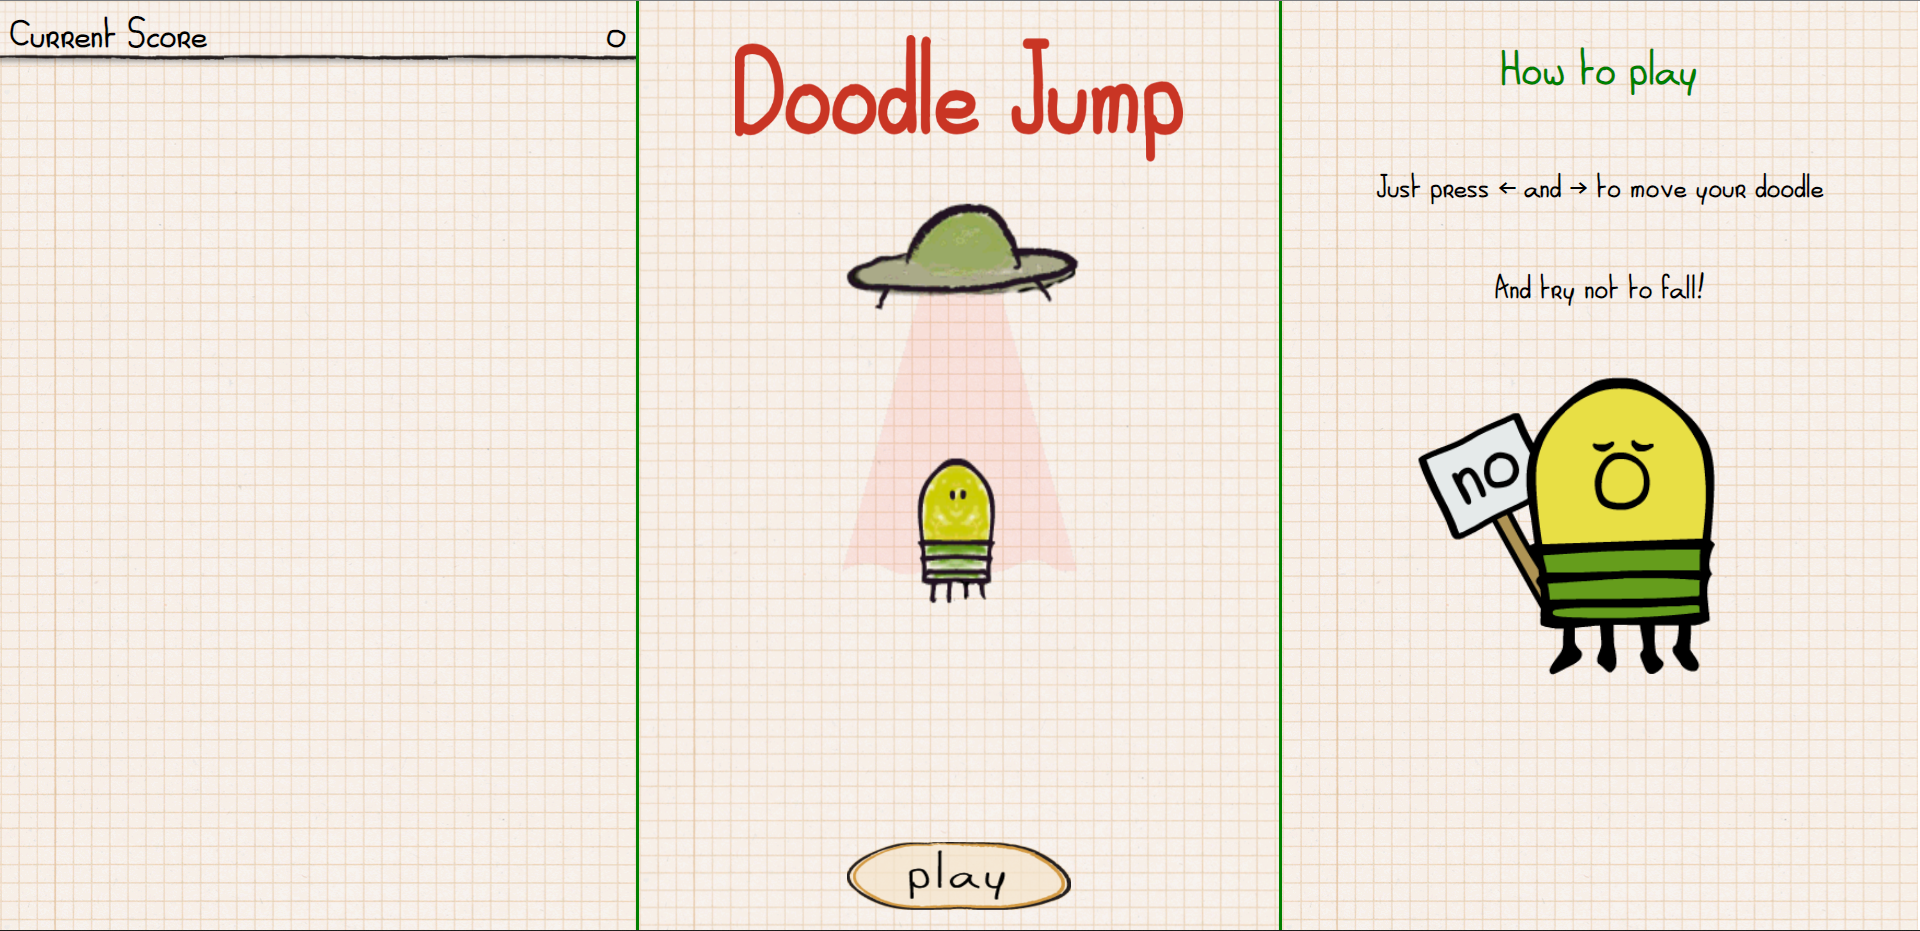 Current Score
0
Doodle Jump
play
How to play
Just press ← and → to move your doodle
And try not to fall!
no